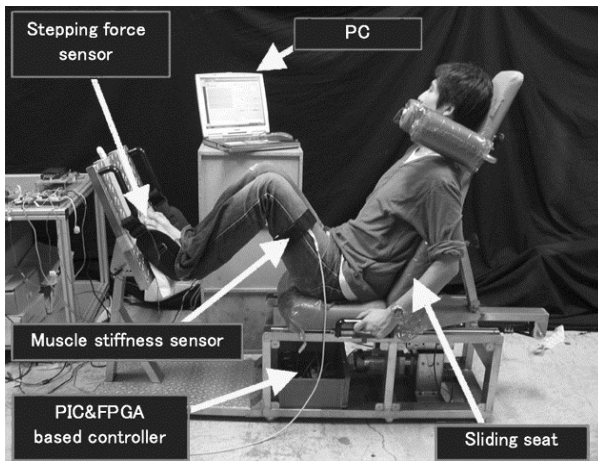 Stepping force
sensor
PC
Muscle stiffness sensor
PIC&FPGA
based controller
Sliding seat